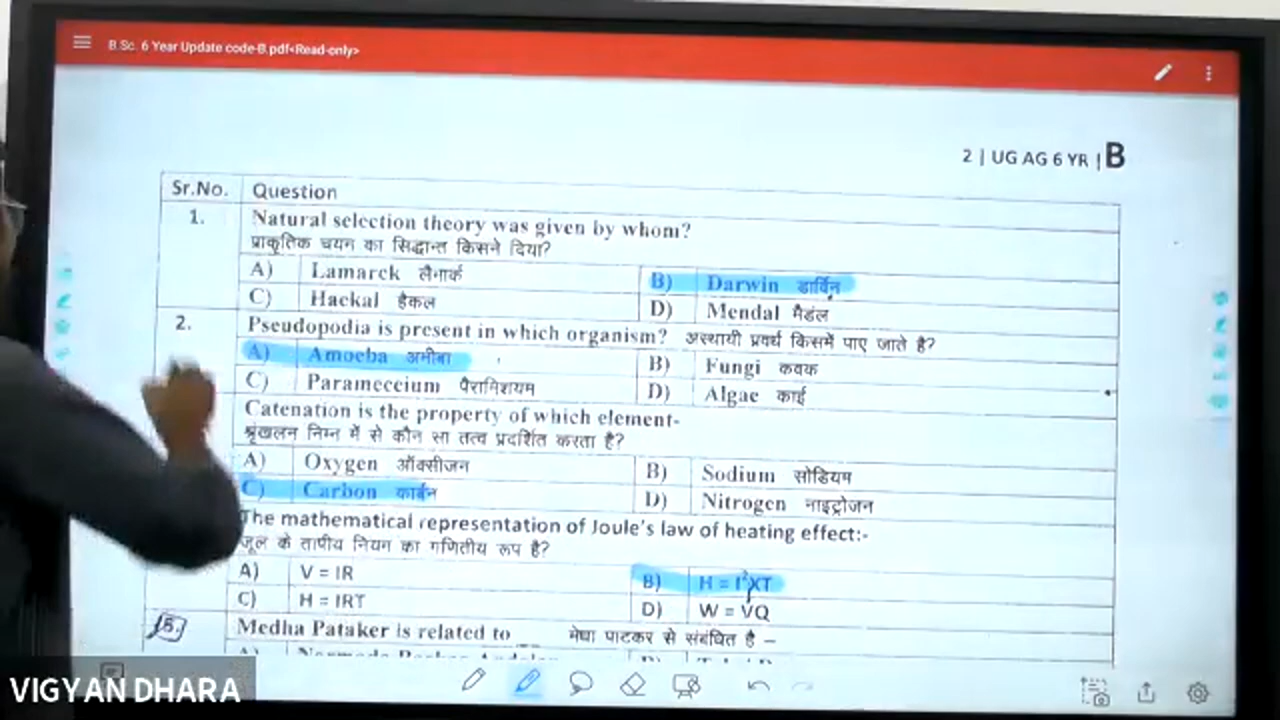 B.Sc. 6 Year Update code-B.pdf<Read-only>
2 | UG AG 6 YR | B
Sr.No. Question
1. Natural selection theory was given by whom?
प्राकृतिक चयन का सिद्धान्त किसने दिया?
A) Lamarck लैमार्क B) Darwin डार्विन
C) Hackal हैकल D) Mendal मैडंल
2. Pseudopodia is present in which organism? अस्थायी प्रवर्ध किसमें पाए जाते है?
A) Amoeba अमीबा B) Fungi कवक
C) Parameceium पैरामिशयम D) Algae काई
Catenation is the property of which element-
श्रृंखलन निम्न में से कौन सा तत्व प्रदर्शित करता है?
A) Oxygen ऑक्सीजन B) Sodium सोडियम
C) Carbon कार्बन D) Nitrogen नाइट्रोजन
The mathematical representation of Joule's law of heating effect:-
जूल के तापीय नियम का गणितीय रूप है?
A) V = IR B) H = I²
C) H = IRT D) W = VQ
5. Medha Pataker is related to __ मेधा पाटकर से संबंधित है –
VIGYAN DHARA